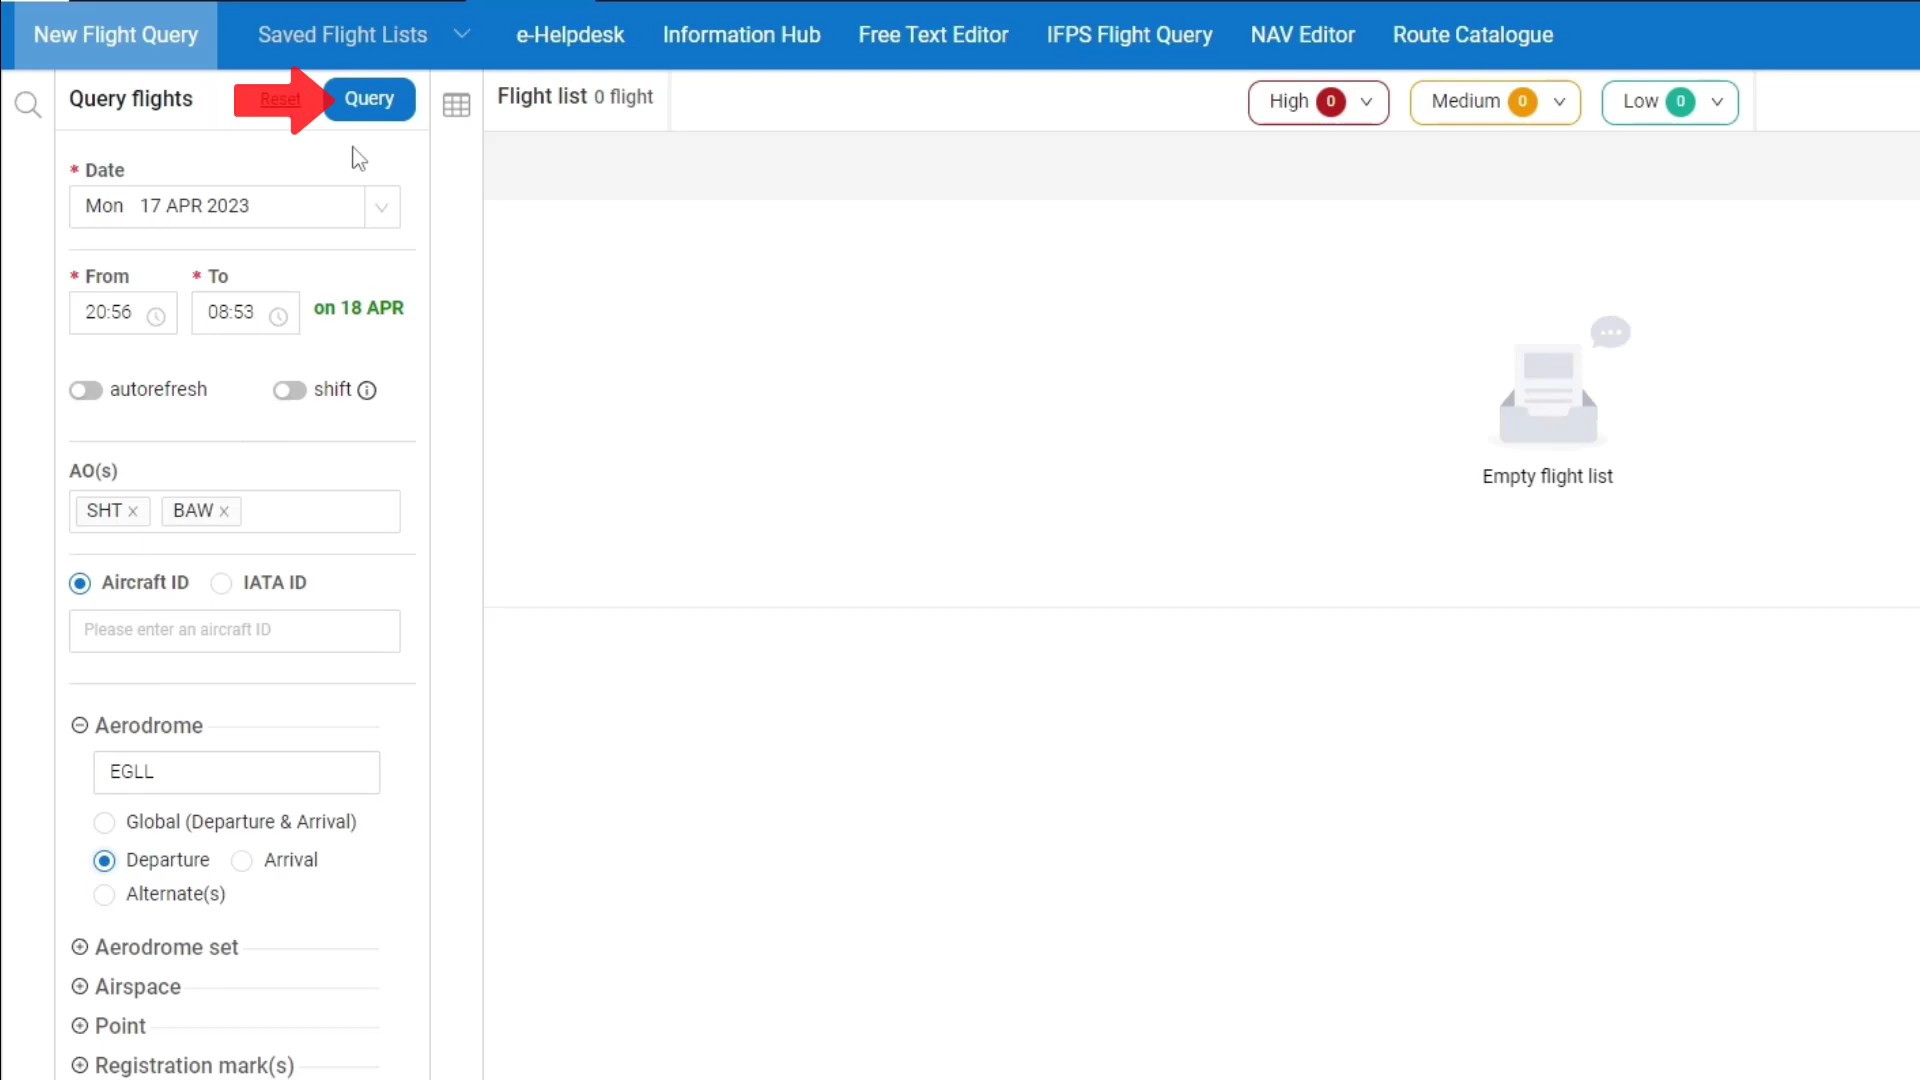 New Flight Query
Saved Flight Lists
e-Helpdesk
Information Hub
Free Text Editor
IFPS Flight Query
NAV Editor
Route Catalogue
Query flights
Reset
Query
Flight list 0 flight
High 0
Medium 0
Low 0
* Date
Mon 17 APR 2023
* From
* To
20:56
08:53
on 18 APR
autorefresh
shift
AO(s)
SHT
BAW
Aircraft ID
IATA ID
Please enter an aircraft ID
Aerodrome
EGLL
Global (Departure & Arrival)
Departure
Arrival
Alternate(s)
Aerodrome set
Airspace
Point
Registration mark(s)
Empty flight list